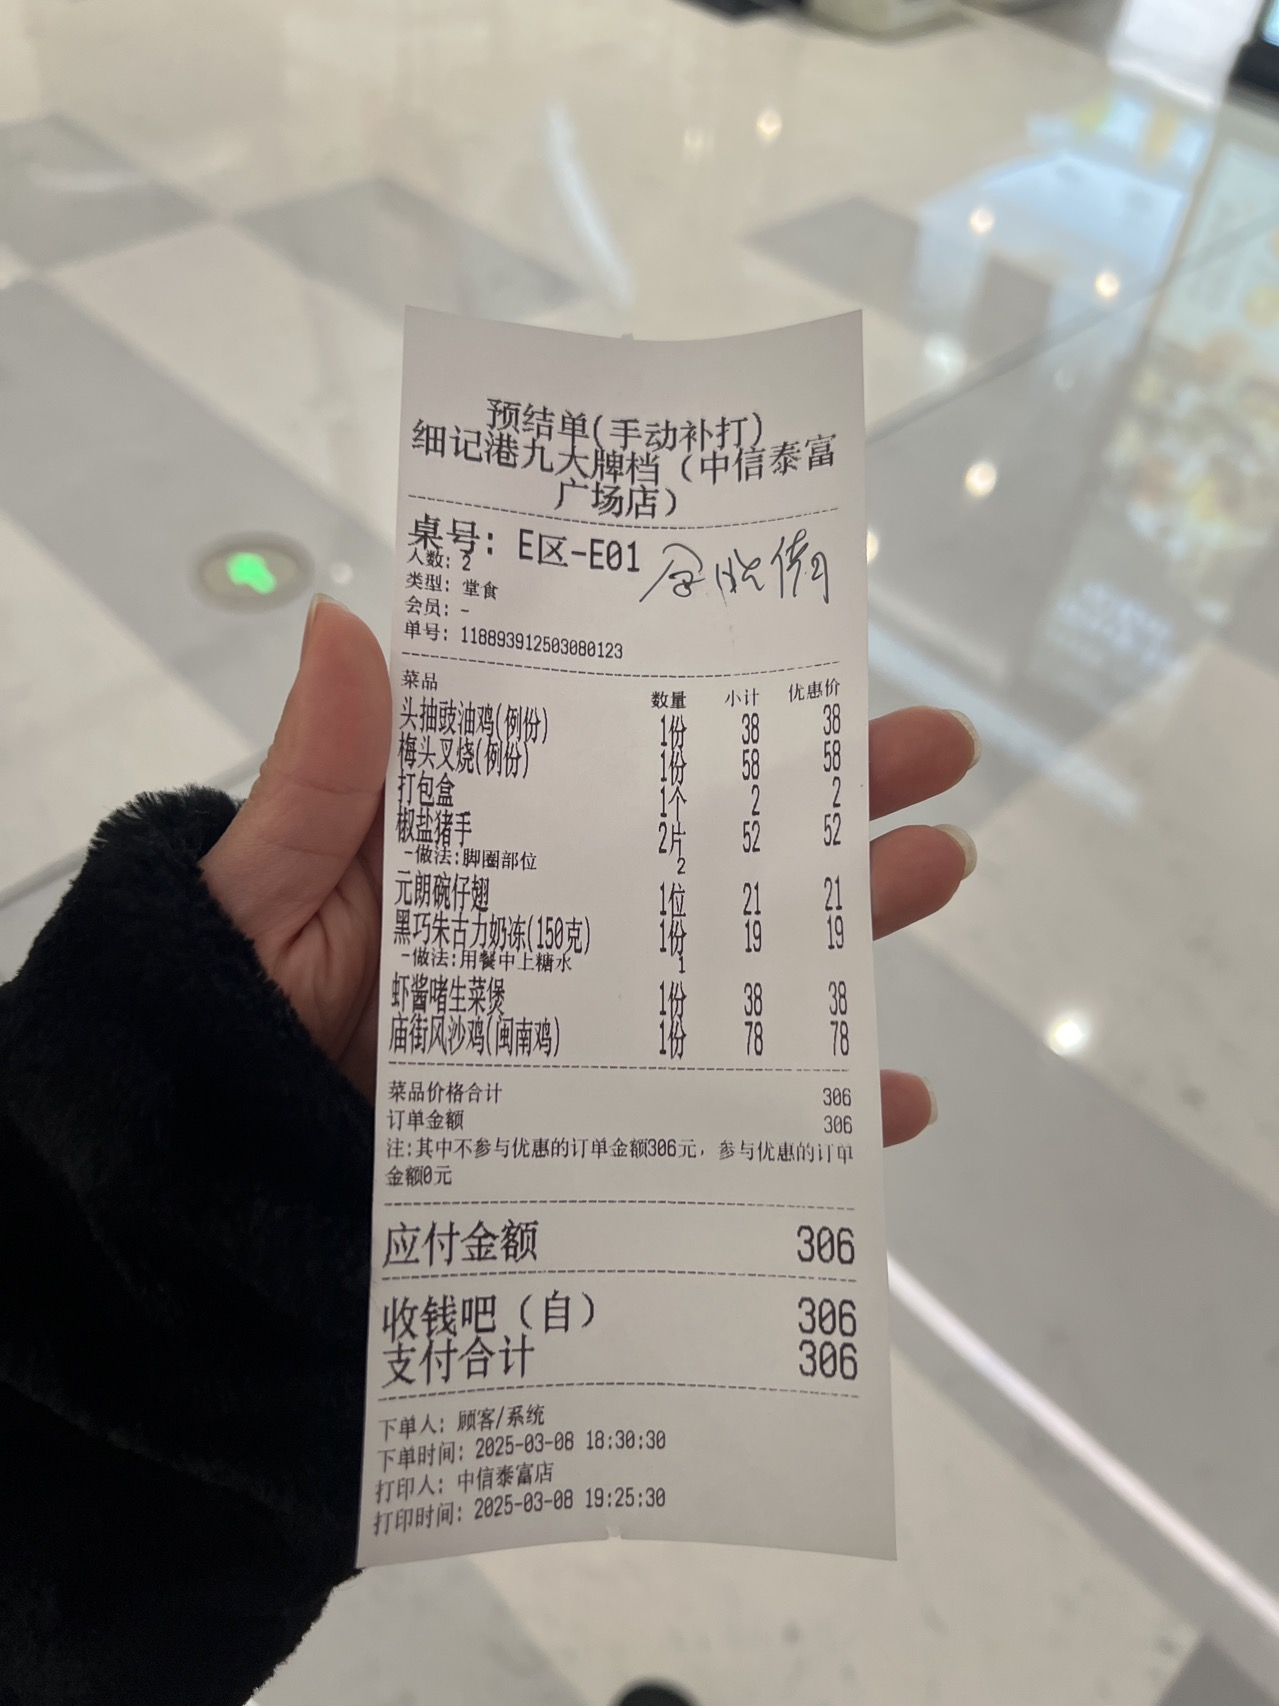 预结单(手动补打)
细记港九大牌档（中信泰富
广场店）
桌号: E区-E01
人数: 2
类型: 堂食
会员: -
单号: 118893912503080123
菜品 数量 小计 优惠价
头抽豉油鸡(例份) 1份 38 38
梅头叉烧(例份) 1份 58 58
打包盒 1个 2 2
椒盐猪手 2片 52 52
-做法:脚圈部位 2
元朗碗仔翅 1位 21 21
黑巧朱古力奶冻(150克) 1份 19 19
-做法:用餐中上糖水 1
虾酱啫生菜煲 1份 38 38
庙街风沙鸡(闽南鸡) 1份 78 78
菜品价格合计 306
订单金额 306
注:其中不参与优惠的订单金额306元，参与优惠的订单
金额0元
应付金额 306
收钱吧（自） 306
支付合计 306
下单人: 顾客/系统
下单时间: 2025-03-08 18:30:30
打印人: 中信泰富店
打印时间: 2025-03-08 19:25:30